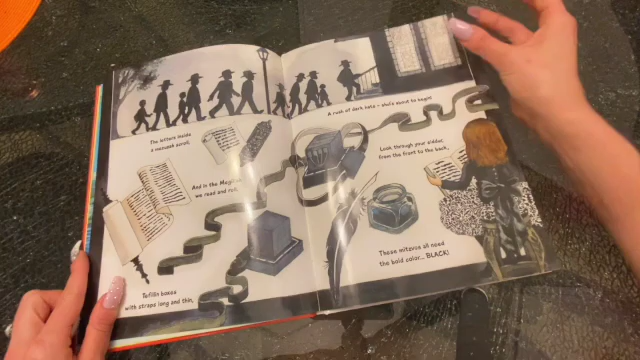 The letters inside
a mezuzah scroll,
And in the Megillah
we read and roll.
Tefillin boxes
with straps long and thin,
A rush of dark hats – shul's about to begin!
Look through your siddur,
from the front to the back,
These mitzvos all need
the bold color... BLACK!